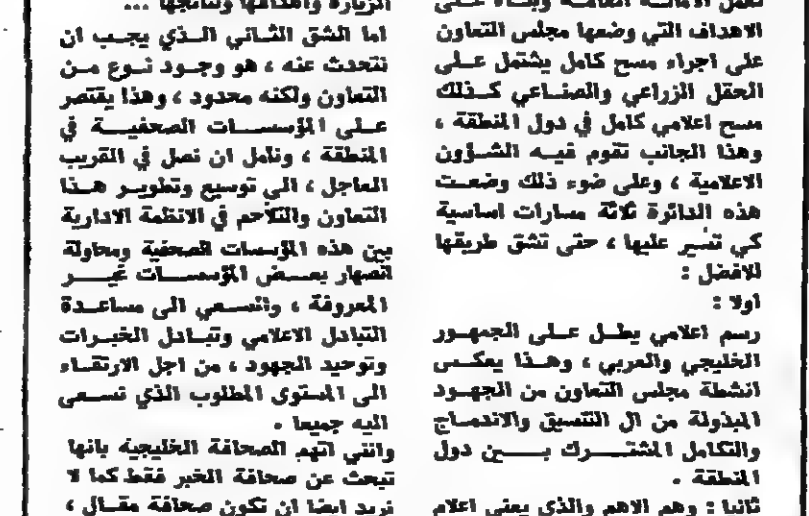 تعمل الامانة العامة وبناء على
الاهداف التي وضعها مجلس التعاون
على اجراء مسح كامل يشتمل على
الحقل الزراعي والصناعي كذلك
مسح اعلامي كامل في دول المنطقة ،
وهذا الجانب تقوم فيه الشؤون
الاعلامية ، وعلى ضوء ذلك وضعت
هذه الدائرة ثلاثة مسارات اساسية
كي تسير عليها ، حتى تشق طريقها
للافضل :
اولا :
رسم اعلامي يطل على الجمهور
الخليجي والعربي ، وهذا يعكس
انشطة مجلس التعاون من الجهود
المبذولة من ال التنسيق والاندماج
والتكامل المشترك بين دول
المنطقة .
ثانيا : وهم الاهم والذي يعني اعلام
الزيارة واهدافها ونتائجها ...
اما الشق الثاني الذي يجب ان
نتحدث عنه ، هو وجود نوع من
التعاون ولكنه محدود ، وهذا يقتصر
على المؤسسات الصحفية في
المنطقة ، ونامل ان نصل في القريب
العاجل ، الى توسيع وتطوير هذا
التعاون والتلاحم في الانظمة الادارية
بين هذه المؤسسات الصحفية ومحاولة
انصهار بعض المؤسسات غير
المعروفة ، والسعي الى مساعدة
التبادل الاعلامي وتبادل الخبرات
وتوحيد الجهود ، من اجل الارتقاء
الى المستوى المطلوب الذي نسعى
اليه جميعا .
وانني اتهم الصحافة الخليجية بانها
تبحث عن صحافة الخبر فقط كما لا
نريد ايضا ان تكون صحافة مقال ،